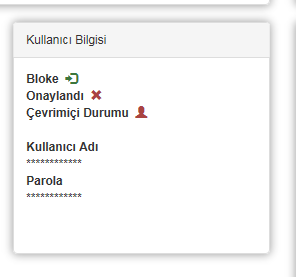 Kullanıcı Bilgisi
Bloke
Onaylandı
Çevrimiçi Durumu
Kullanıcı Adı
************
Parola
************